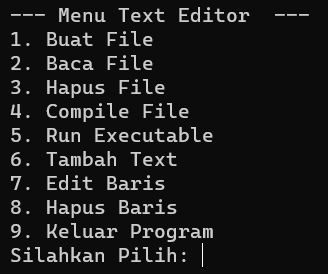 --- Menu Text Editor  ---
1. Buat File
2. Baca File
3. Hapus File
4. Compile File
5. Run Executable
6. Tambah Text
7. Edit Baris
8. Hapus Baris
9. Keluar Program
Silahkan Pilih: